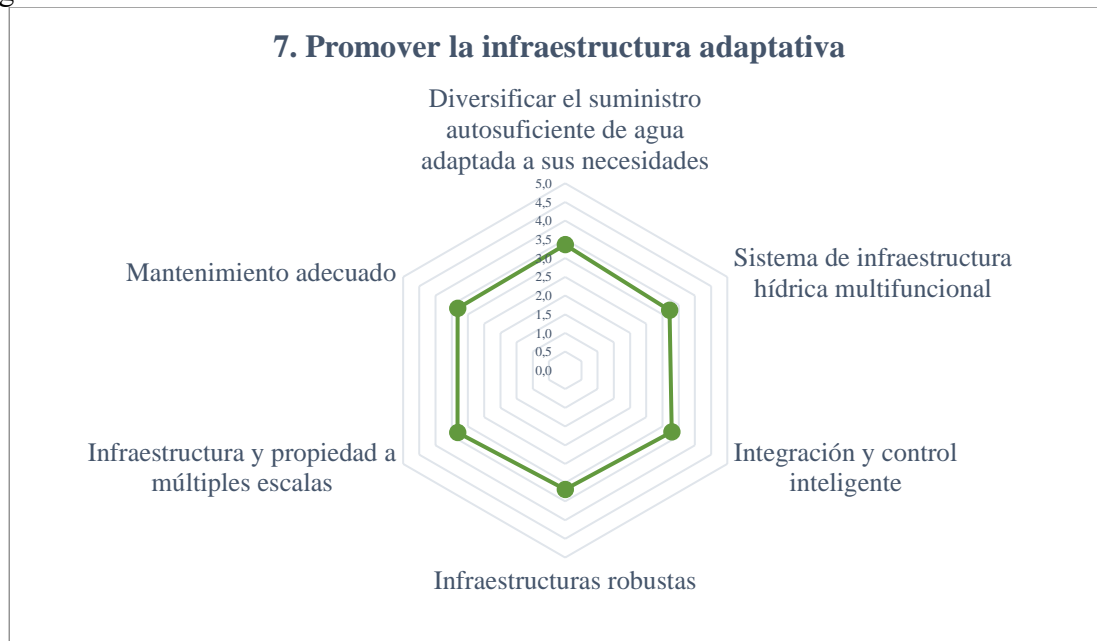 7. Promover la infraestructura adaptativa
Diversificar el suministro
autosuficiente de agua
adaptada a sus necesidades
5,0
4,5
4,0
3,5
3,0
2,5
2,0
1,5
1,0
0,5
0,0
Sistema de infraestructura
hídrica multifuncional
Integración y control
inteligente
Infraestructuras robustas
Infraestructura y propiedad a
múltiples escalas
Mantenimiento adecuado